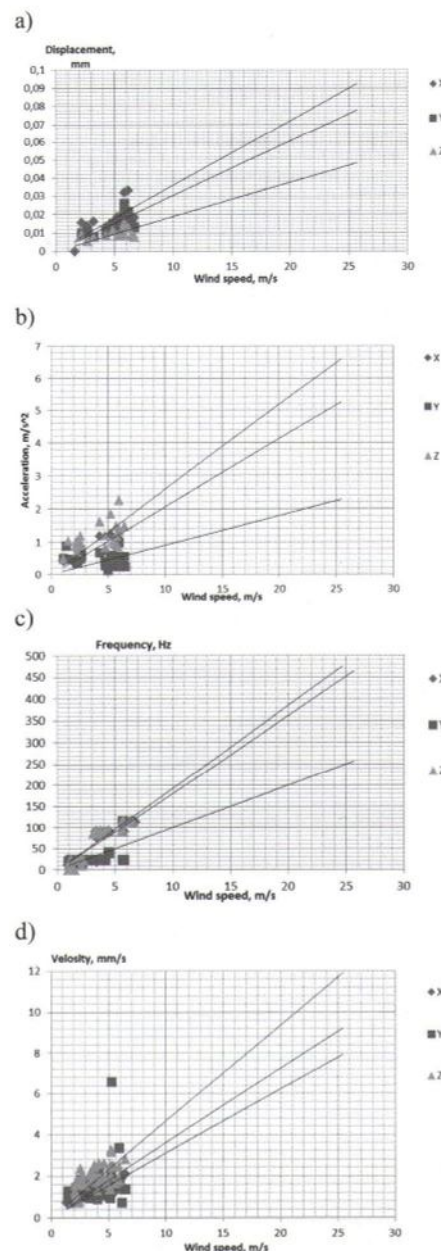 a)
Displacement,
mm
0,1
0,09
0,08
0,07
0,06
0,05
0,04
0,03
0,02
0,01
0
0 5 10 15 20 25 30
Wind speed, m/s
X
Y
Z
b)
7
6
5
4
3
2
1
0
Acceleration, m/s^2
0 5 10 15 20 25 30
Wind speed, m/s
X
Y
Z
c)
Frequency, Hz
500
450
400
350
300
250
200
150
100
50
0
0 5 10 15 20 25 30
Wind speed, m/s
X
Y
Z
d)
Velosity, mm/s
12
10
8
6
4
2
0
0 5 10 15 20 25 30
Wind speed, m/s
X
Y
Z